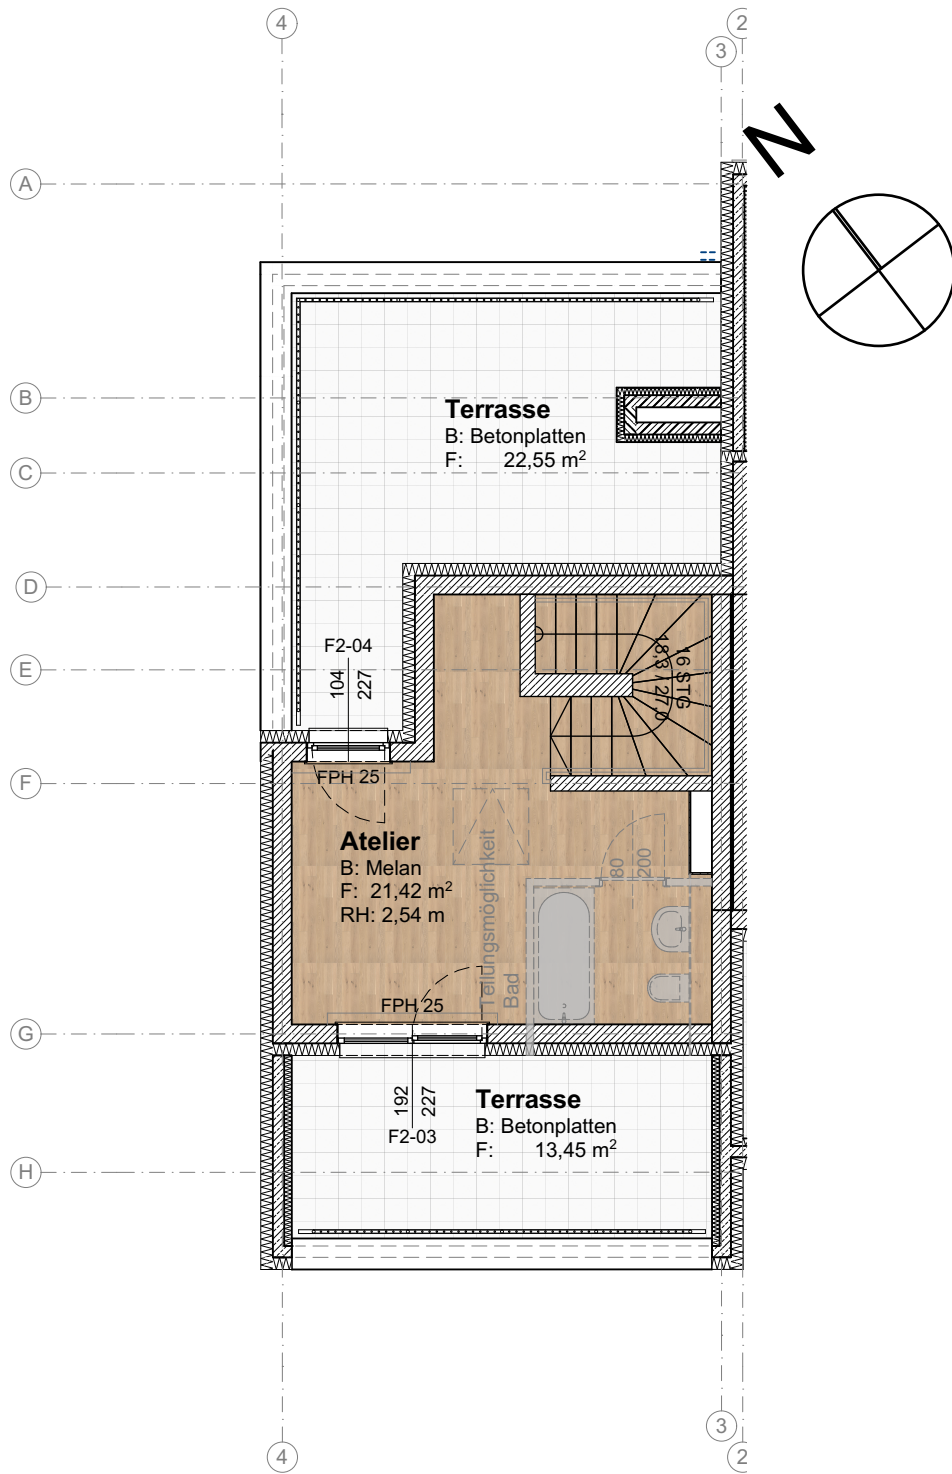 4
2
3
N
A
B
Terrasse
B: Betonplatten
F: 22,55 m²
C
D
E
F2-04
104
227
16 STG
18,3 / 27,0
F
FPH 25
Atelier
B: Melan
F: 21,42 m²
RH: 2,54 m
Teilungsmöglichkeit
Bad
80
200
FPH 25
G
192
227
F2-03
Terrasse
B: Betonplatten
F: 13,45 m²
H
3
4
2